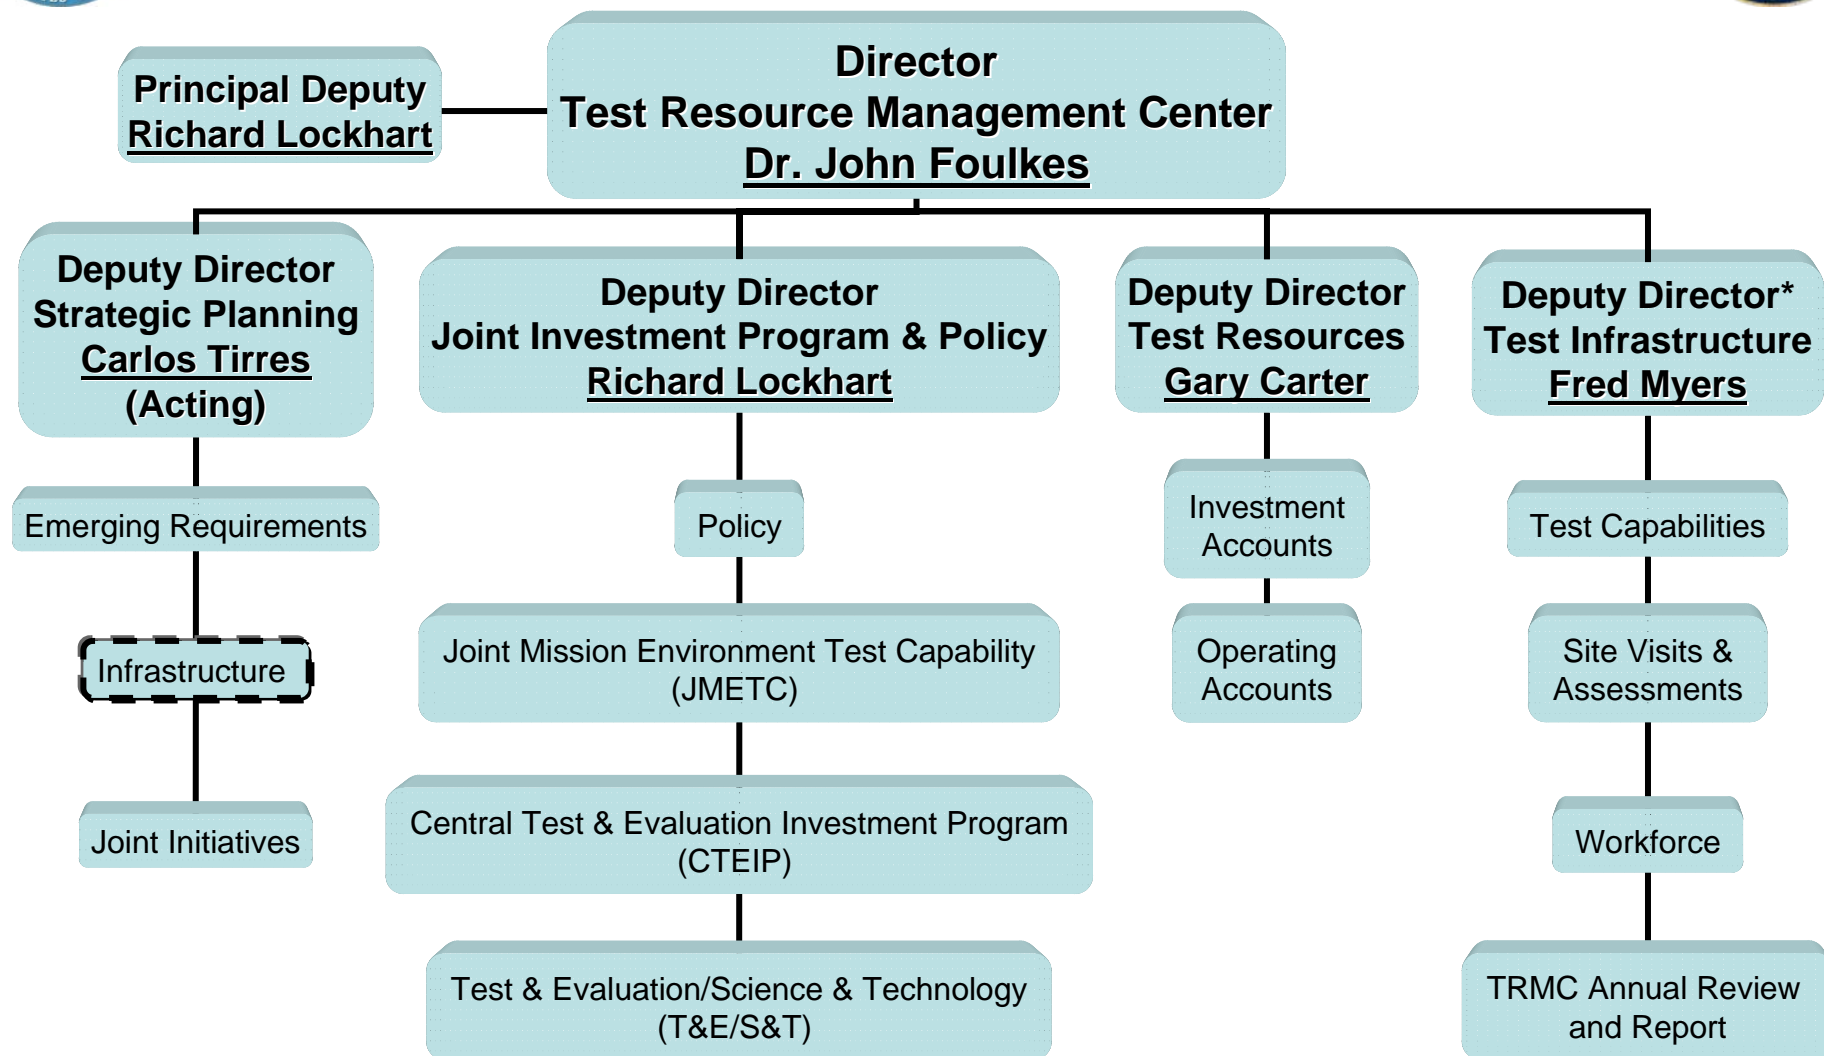 Principal Deputy
Richard Lockhart
Director
Test Resource Management Center
Dr. John Foulkes
Deputy Director
Strategic Planning
Carlos Tirres
(Acting)
Emerging Requirements
Infrastructure
Joint Initiatives
Deputy Director
Joint Investment Program & Policy
Richard Lockhart
Policy
Joint Mission Environment Test Capability
(JMETC)
Central Test & Evaluation Investment Program
(CTEIP)
Test & Evaluation/Science & Technology
(T&E/S&T)
Deputy Director
Test Resources
Gary Carter
Investment
Accounts
Operating
Accounts
Deputy Director*
Test Infrastructure
Fred Myers
Test Capabilities
Site Visits &
Assessments
Workforce
TRMC Annual Review
and Report